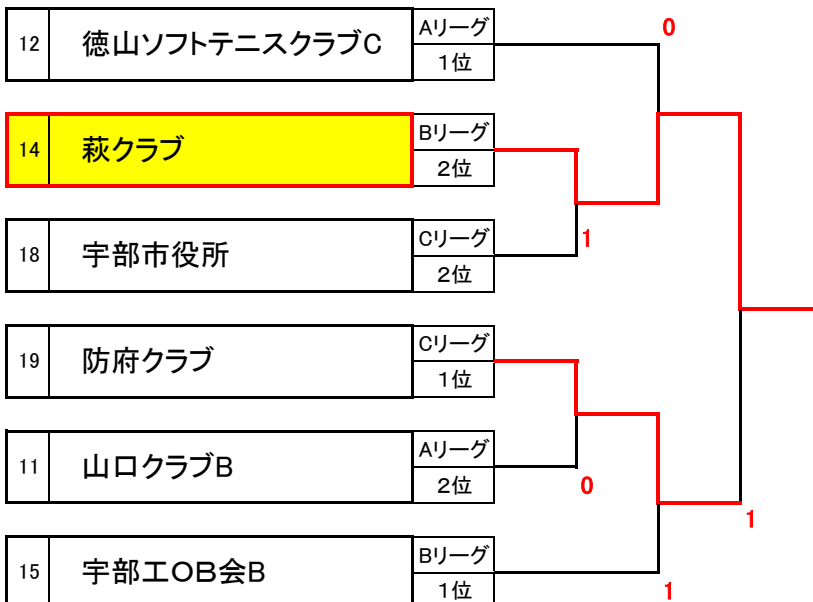 12 徳山ソフトテニスクラブC Aリーグ 1位
0
14 萩クラブ Bリーグ 2位
18 宇部市役所 Cリーグ 2位
1
19 防府クラブ Cリーグ 1位
11 山口クラブB Aリーグ 2位
0
1
15 宇部工OB会B Bリーグ 1位
1